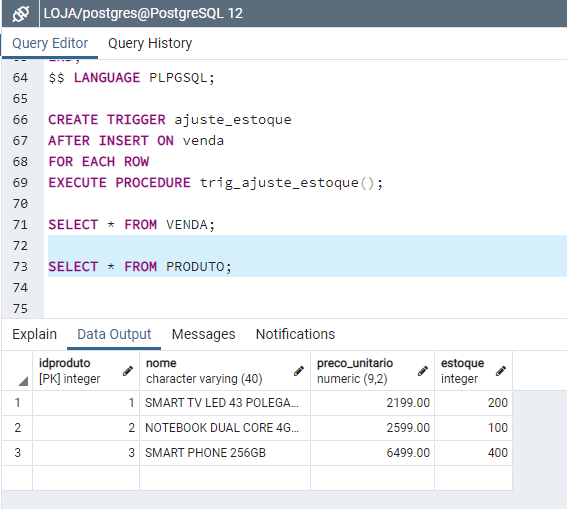 LOJA/postgres@PostgreSQL 12
Query Editor Query History
64 $$ LANGUAGE PLPGSQL;
65
66 CREATE TRIGGER ajuste_estoque
67 AFTER INSERT ON venda
68 FOR EACH ROW
69 EXECUTE PROCEDURE trig_ajuste_estoque();
70
71 SELECT * FROM VENDA;
72
73 SELECT * FROM PRODUTO;
74
75
Explain Data Output Messages Notifications
idproduto nome preco_unitario estoque
[PK] integer character varying (40) numeric (9,2) integer
1 1 SMART TV LED 43 POLEGA... 2199.00 200
2 2 NOTEBOOK DUAL CORE 4G... 2599.00 100
3 3 SMART PHONE 256GB 6499.00 400